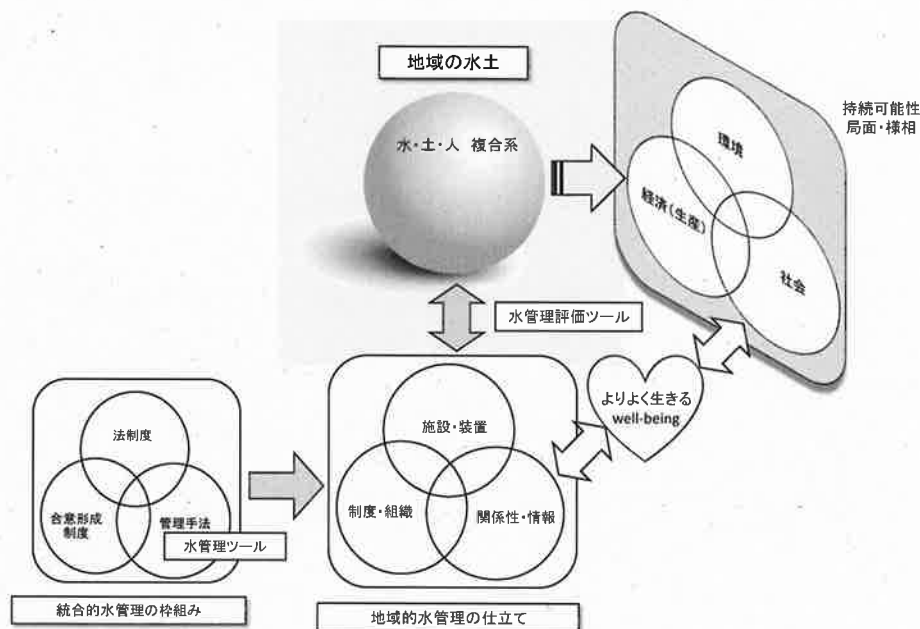 地域の水土
水・土・人 複合系
持続可能性
局面・様相
環境
経済(生産)
社会
水管理評価ツール
よりよく生きる
well-being
施設・装置
制度・組織
関係性・情報
法制度
合意形成
制度
管理手法
水管理ツール
統合的水管理の枠組み
地域的水管理の仕立て